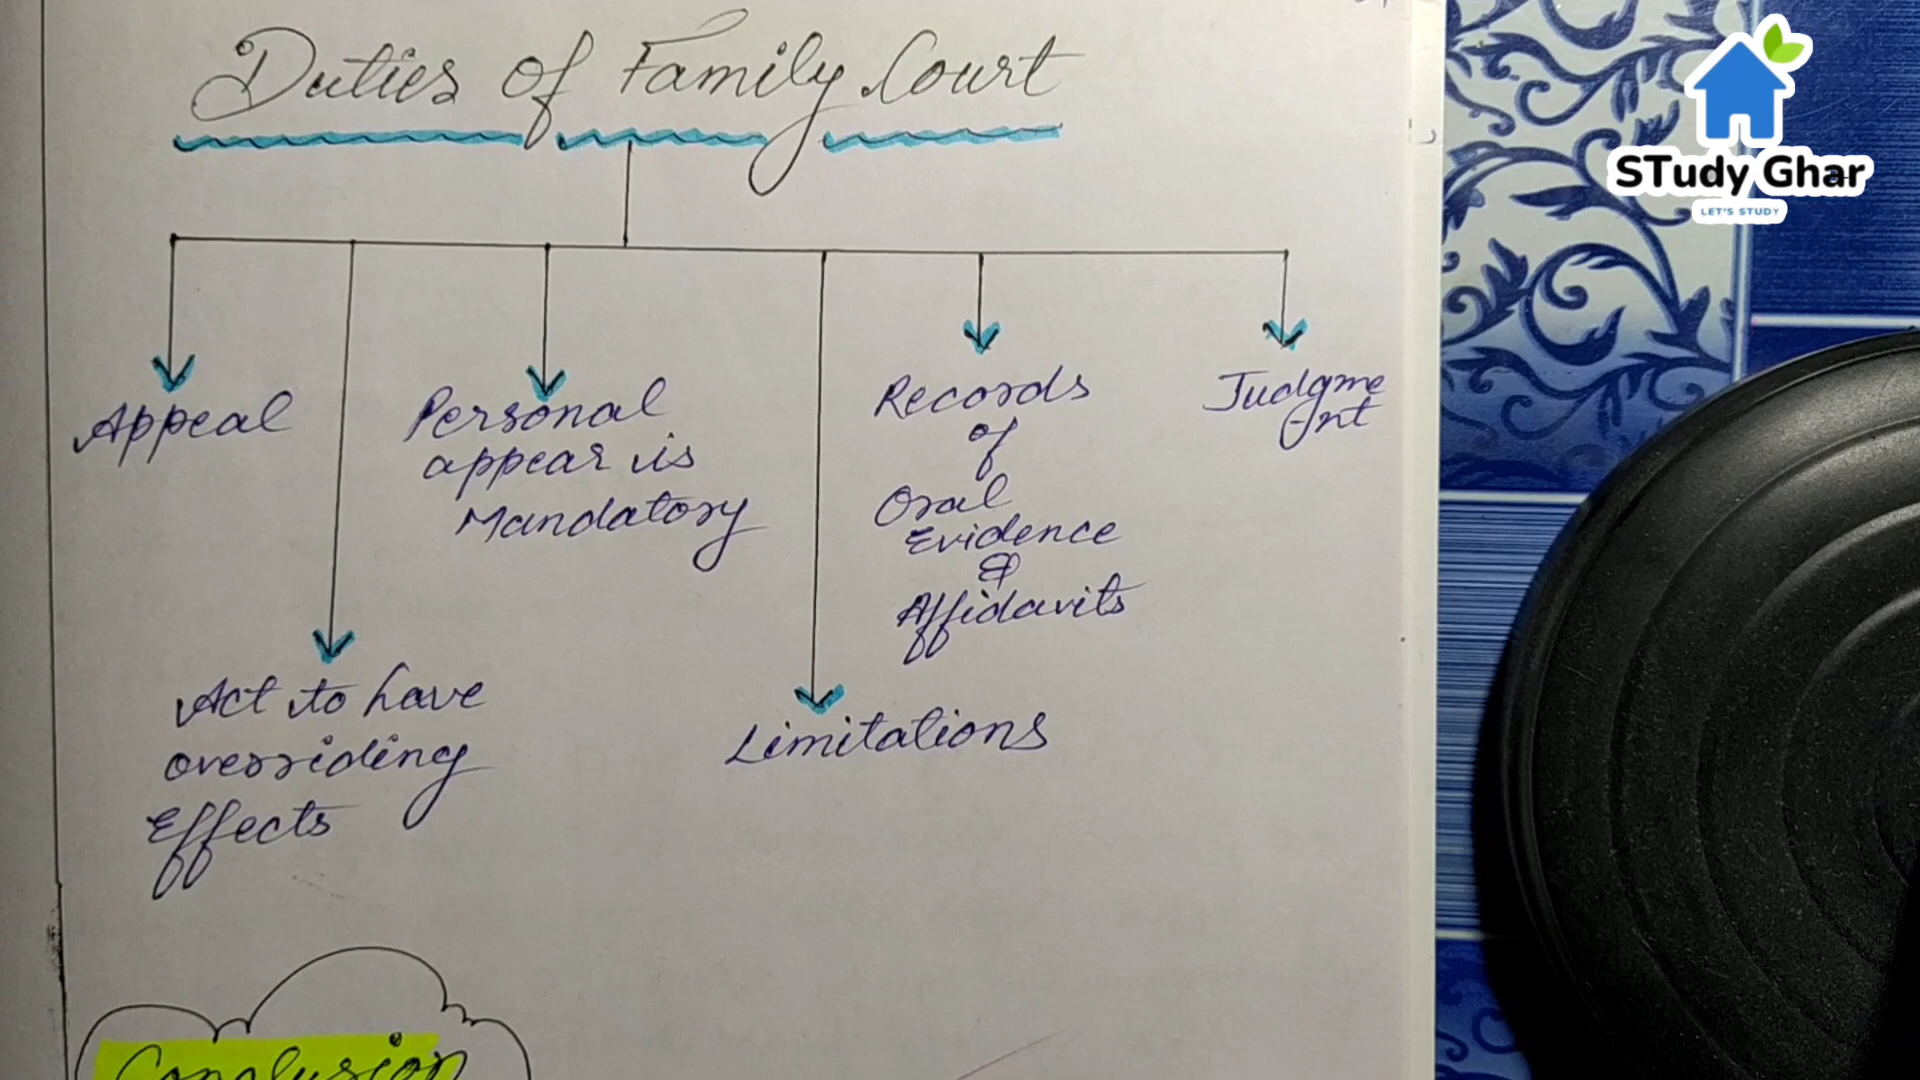 Duties of Family Court
Appeal
Act to have
overriding
Effects
Personal
appear is
Mandatory
Limitations
Records
of
Oral
Evidence
&
Affidavits
Judgme
-nt
Conclusion
STudy Ghar
LET'S STUDY